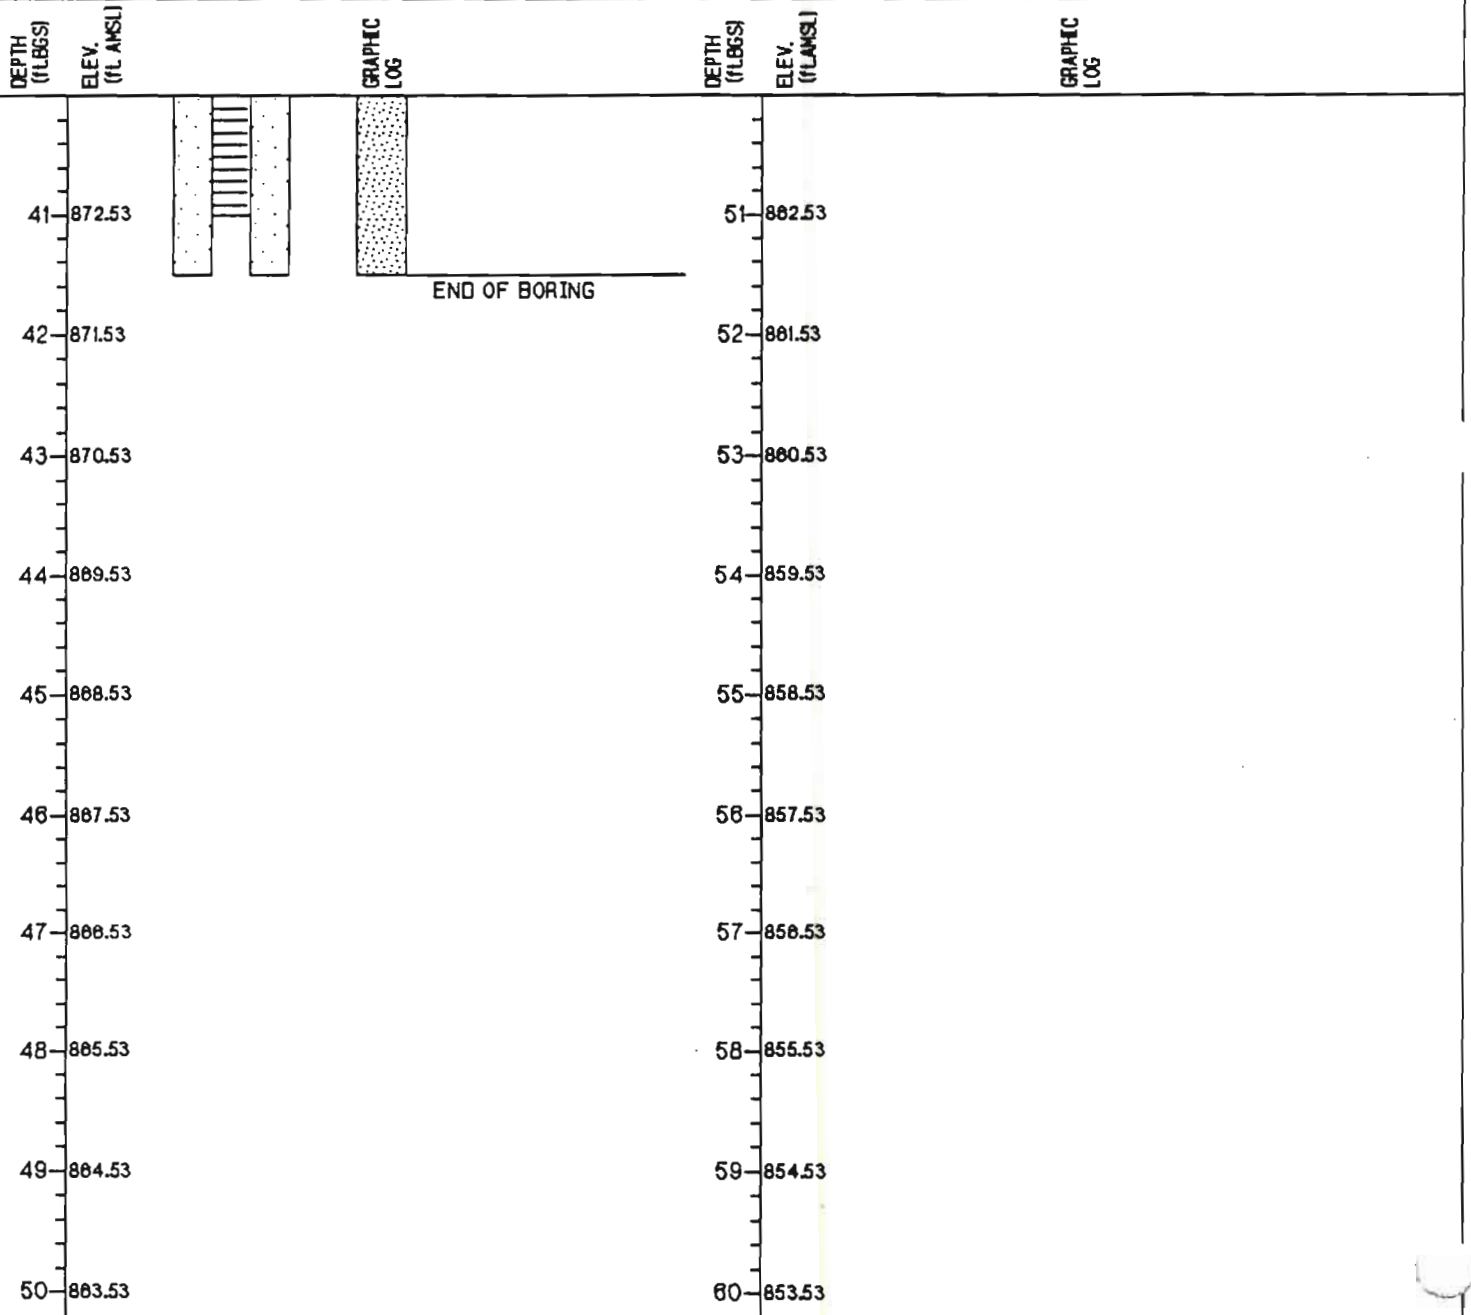 DEPTH (ft.BGS)
ELEV. (ft. AMSL)
GRAPHIC LOG
41 872.53
END OF BORING
42 871.53
43 870.53
44 869.53
45 868.53
46 867.53
47 866.53
48 865.53
49 864.53
50 863.53
DEPTH (ft.BGS)
ELEV. (ft.AMSL)
GRAPHIC LOG
51 862.53
52 861.53
53 860.53
54 859.53
55 858.53
56 857.53
57 856.53
58 855.53
59 854.53
60 853.53